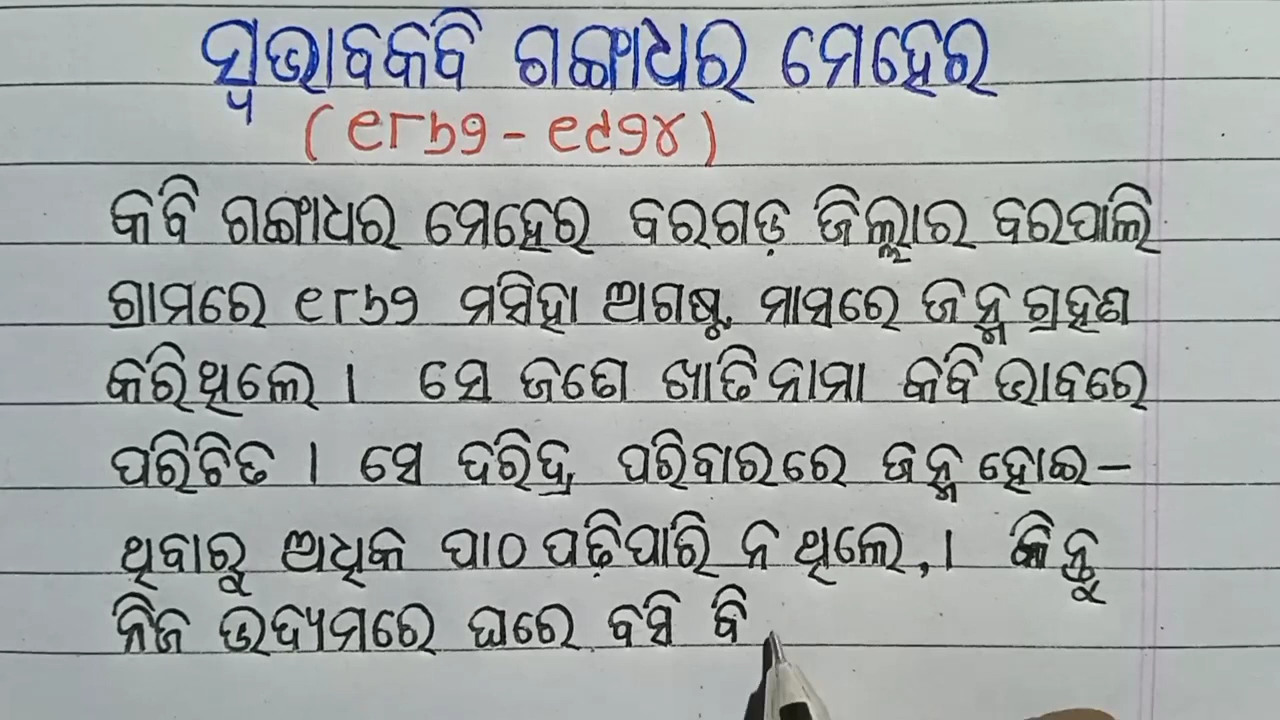 ସ୍ୱଭାବକବି ଗଙ୍ଗାଧର ମେହେର
(୧୮୬୨ - ୧୯୨୪)
କବି ଗଙ୍ଗାଧର ମେହେର ବରଗଡ଼ ଜିଲ୍ଲାର ବରପାଲି
ଗ୍ରାମରେ ୧୮୬୨ ମସିହା ଅଗଷ୍ଟ ମାସରେ ଜନ୍ମ ଗ୍ରହଣ
କରିଥିଲେ । ସେ ଜଣେ ଖାତିନାମା କବି ଭାବରେ
ପରିଚିତ । ସେ ଦରିଦ୍ର ପରିବାରରେ ଜନ୍ମ ହୋଇ-
ଥିବାରୁ ଅଧିକ ପାଠ ପଢ଼ିପାରି ନ ଥିଲେ,। କିନ୍ତୁ
ନିଜ ଉଦ୍ୟମରେ ଘରେ ବସି ବି